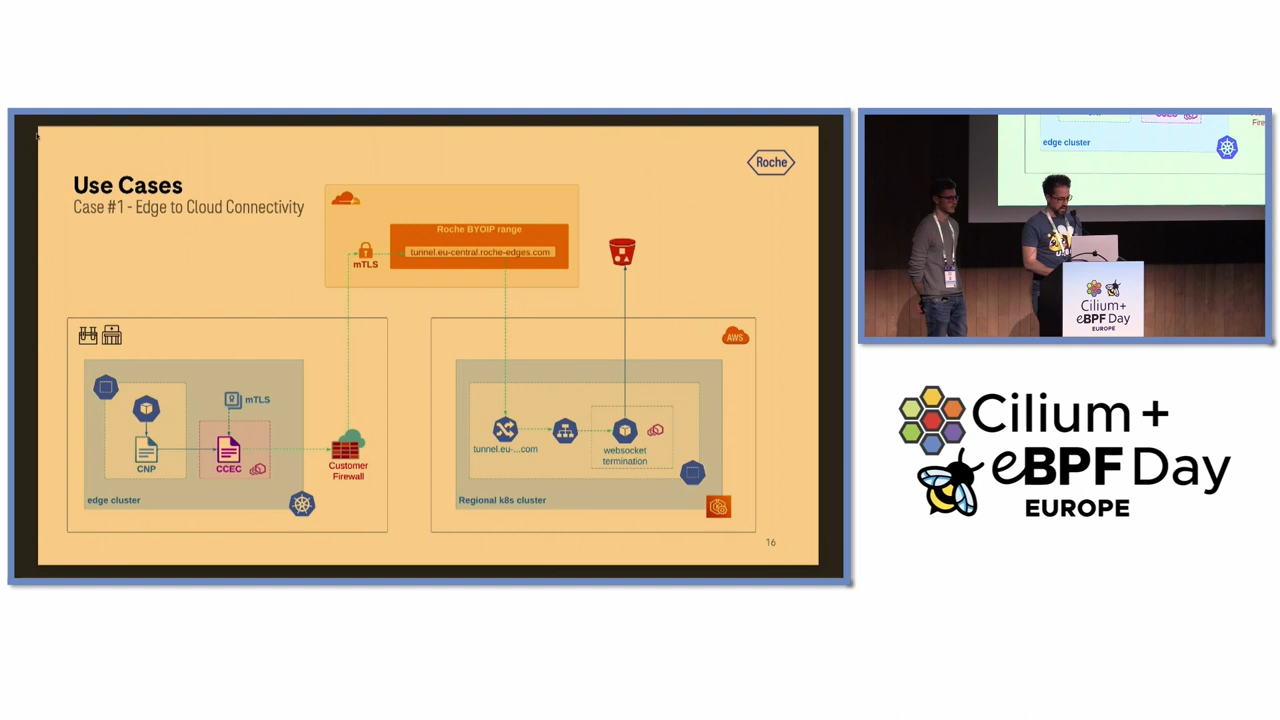 Roche
Use Cases
Case #1 - Edge to Cloud Connectivity
Roche BYOIP range
tunnel.eu-central.roche-edges.com
mTLS
AWS
mTLS
CNP
CCEC
edge cluster
Customer
Firewall
tunnel.eu-...com
websocket
termination
Regional k8s cluster
16
edge cluster
Cilium+
eBPF Day
EUROPE
Cilium +
eBPF Day
EUROPE